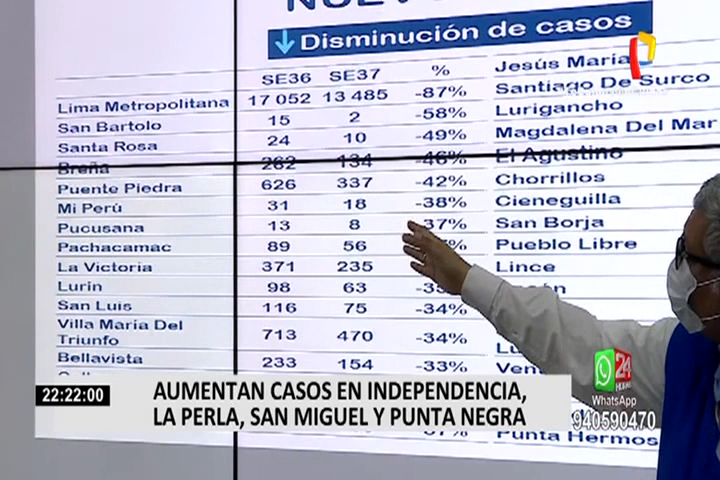 Disminución de casos
SE36 SE37 %
Lima Metropolitana 17 052 13 485 -87%
San Bartolo 15 2 -58%
Santa Rosa 24 10 -49%
Breña 262 134 -46%
Puente Piedra 626 337 -42%
Mi Perú 31 18 -38%
Pucusana 13 8 -37%
Pachacamac 89 56
La Victoria 371 235
Lurín 98 63
San Luis 116 75 -34%
Villa María Del
Triunfo 713 470 -34%
Bellavista 233 154 -33%
Jesús María
Santiago De Surco
Lurigancho
Magdalena Del Mar
El Agustino
Chorrillos
Cieneguilla
San Borja
Pueblo Libre
Lince
Punta Hermos
22:22:00
AUMENTAN CASOS EN INDEPENDENCIA,
LA PERLA, SAN MIGUEL Y PUNTA NEGRA
24
HORAS
WhatsApp
940590470